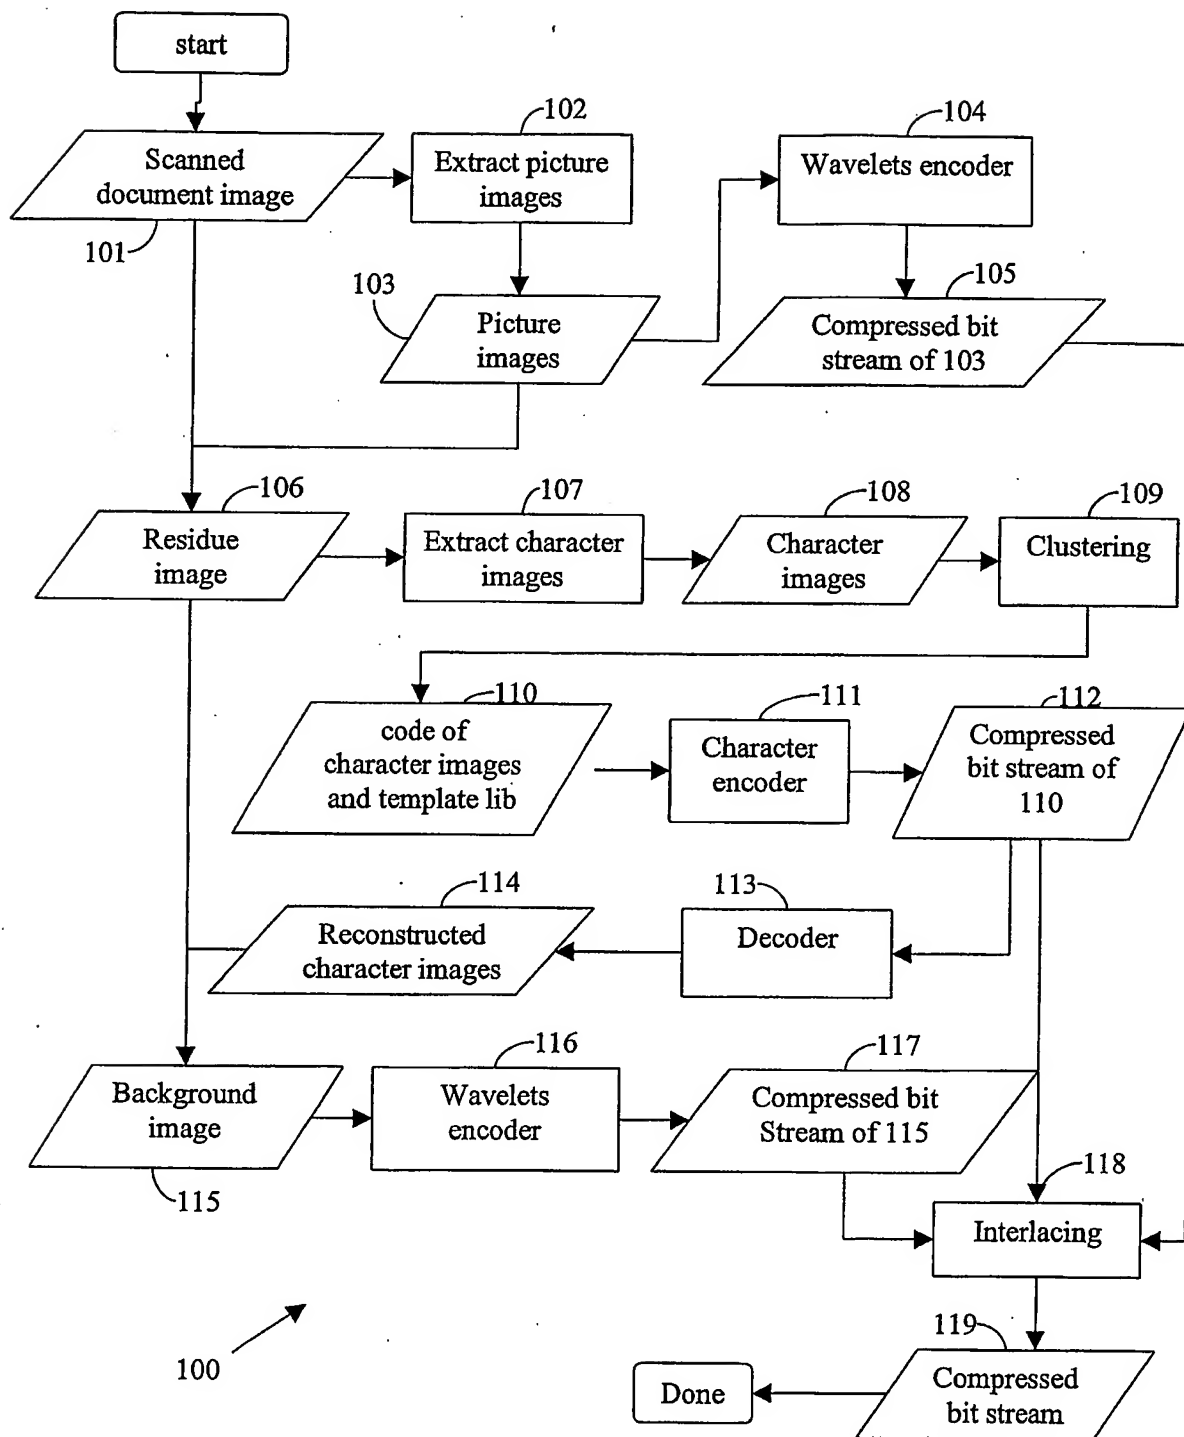 start
102
104
Scanned
document image
Extract picture
images
Wavelets encoder
101
103
105
Picture
images
Compressed bit
stream of 103
106
107
108
109
Residue
image
Extract character
images
Character
images
Clustering
110
111
112
code of
character images
and template lib
Character
encoder
Compressed
bit stream of
110
114
113
Reconstructed
character images
Decoder
116
117
Background
image
Wavelets
encoder
Compressed bit
Stream of 115
115
118
Interlacing
100
119
Done
Compressed
bit stream